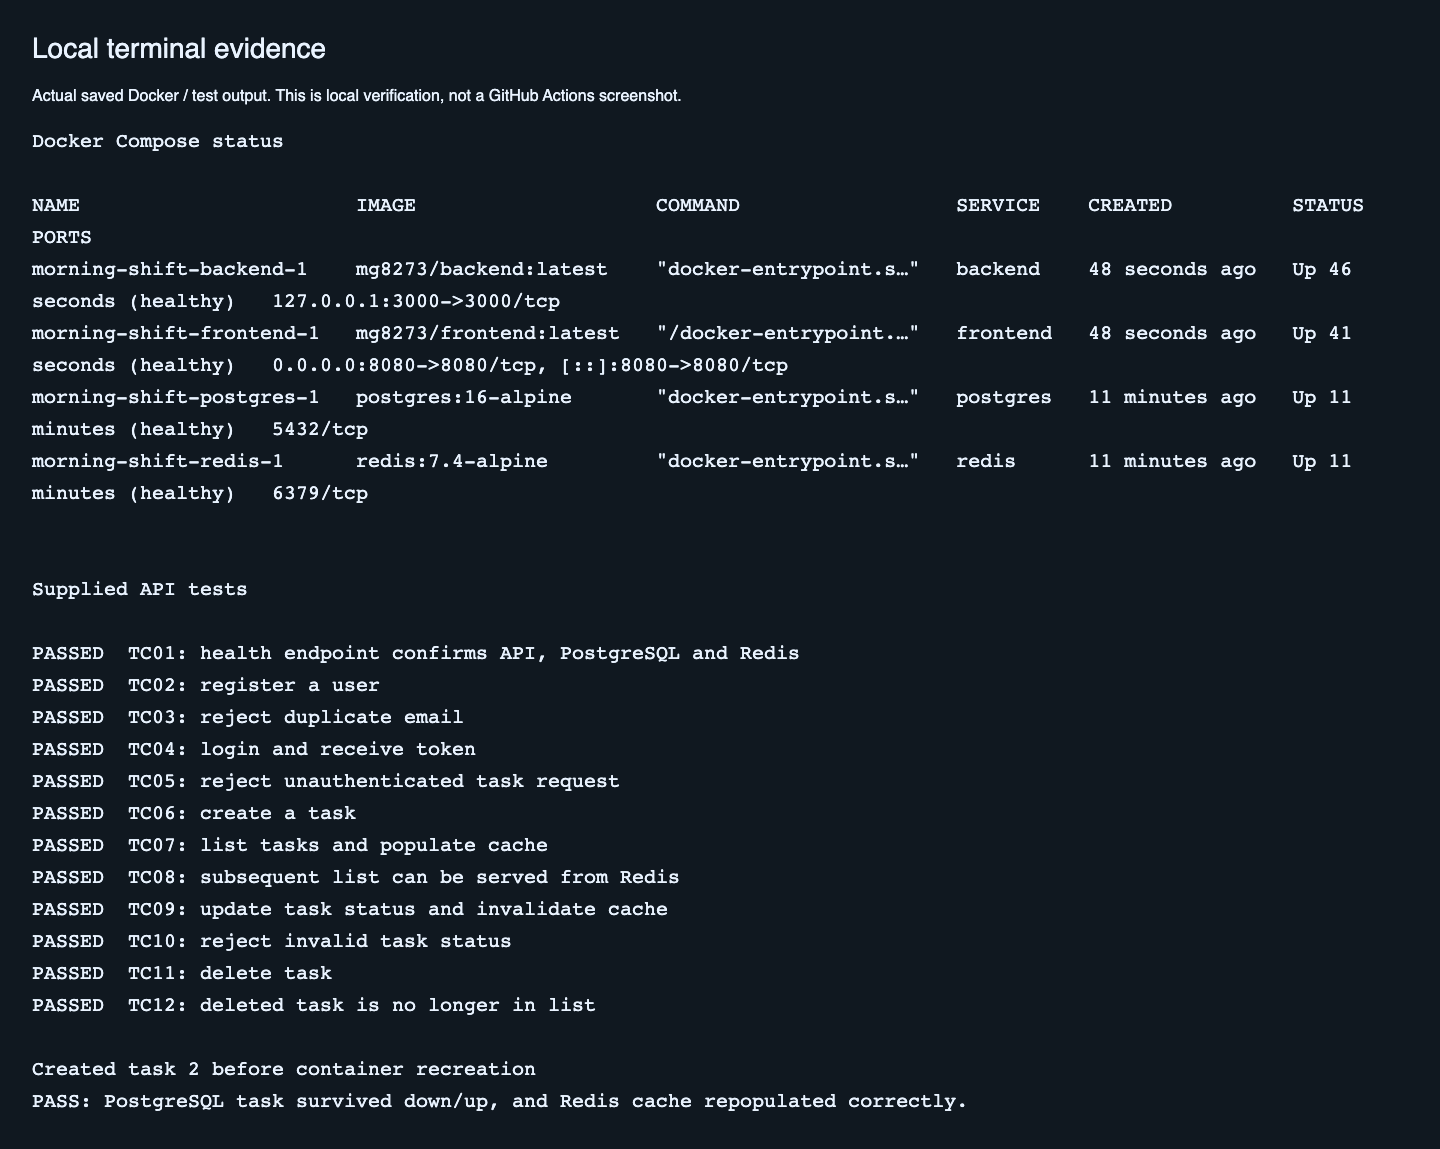 Local terminal evidence
Actual saved Docker / test output. This is local verification, not a GitHub Actions screenshot.
Docker Compose status
NAME                       IMAGE                    COMMAND                  SERVICE    CREATED          STATUS
PORTS
morning-shift-backend-1    mg8273/backend:latest    "docker-entrypoint.s…"   backend    48 seconds ago   Up 46
seconds (healthy)   127.0.0.1:3000->3000/tcp
morning-shift-frontend-1   mg8273/frontend:latest   "/docker-entrypoint.…"   frontend   48 seconds ago   Up 41
seconds (healthy)   0.0.0.0:8080->8080/tcp, [::]:8080->8080/tcp
morning-shift-postgres-1   postgres:16-alpine       "docker-entrypoint.s…"   postgres   11 minutes ago   Up 11
minutes (healthy)   5432/tcp
morning-shift-redis-1      redis:7.4-alpine         "docker-entrypoint.s…"   redis      11 minutes ago   Up 11
minutes (healthy)   6379/tcp
Supplied API tests
PASSED  TC01: health endpoint confirms API, PostgreSQL and Redis
PASSED  TC02: register a user
PASSED  TC03: reject duplicate email
PASSED  TC04: login and receive token
PASSED  TC05: reject unauthenticated task request
PASSED  TC06: create a task
PASSED  TC07: list tasks and populate cache
PASSED  TC08: subsequent list can be served from Redis
PASSED  TC09: update task status and invalidate cache
PASSED  TC10: reject invalid task status
PASSED  TC11: delete task
PASSED  TC12: deleted task is no longer in list
Created task 2 before container recreation
PASS: PostgreSQL task survived down/up, and Redis cache repopulated correctly.